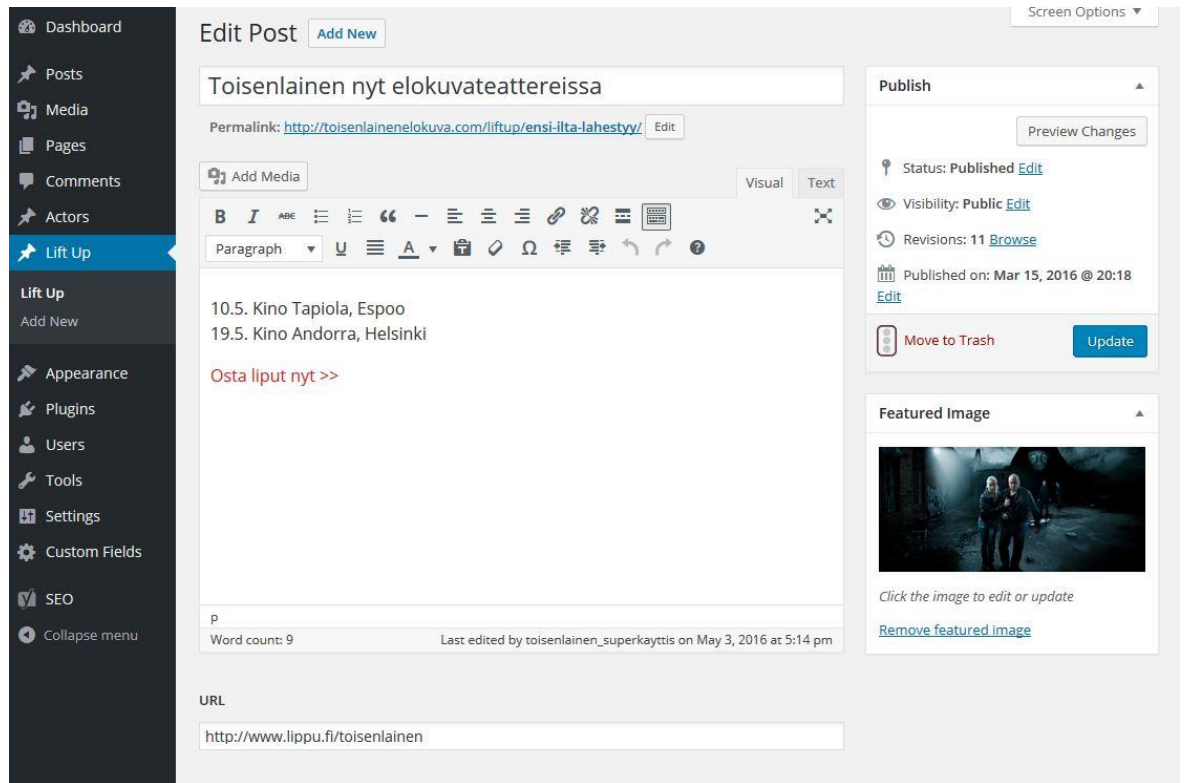 Dashboard
Posts
Media
Pages
Comments
Actors
Lift Up
Lift Up
Add New
Appearance
Plugins
Users
Tools
Settings
Custom Fields
SEO
Collapse menu
Screen Options
Edit Post Add New
Toisenlainen nyt elokuvateattereissa
Permalink: http://toisenlainenelokuva.com/liftup/ensi-ilta-lahestyy/ Edit
Add Media
Visual Text
B I ABE
Paragraph U A T Ω
10.5. Kino Tapiola, Espoo
19.5. Kino Andorra, Helsinki
Osta liput nyt >>
P
Word count: 9 Last edited by toisenlainen_superkayttis on May 3, 2016 at 5:14 pm
URL
http://www.lippu.fi/toisenlainen
Publish
Preview Changes
Status: Published Edit
Visibility: Public Edit
Revisions: 11 Browse
Published on: Mar 15, 2016 @ 20:18
Edit
Move to Trash Update
Featured Image
Click the image to edit or update
Remove featured image